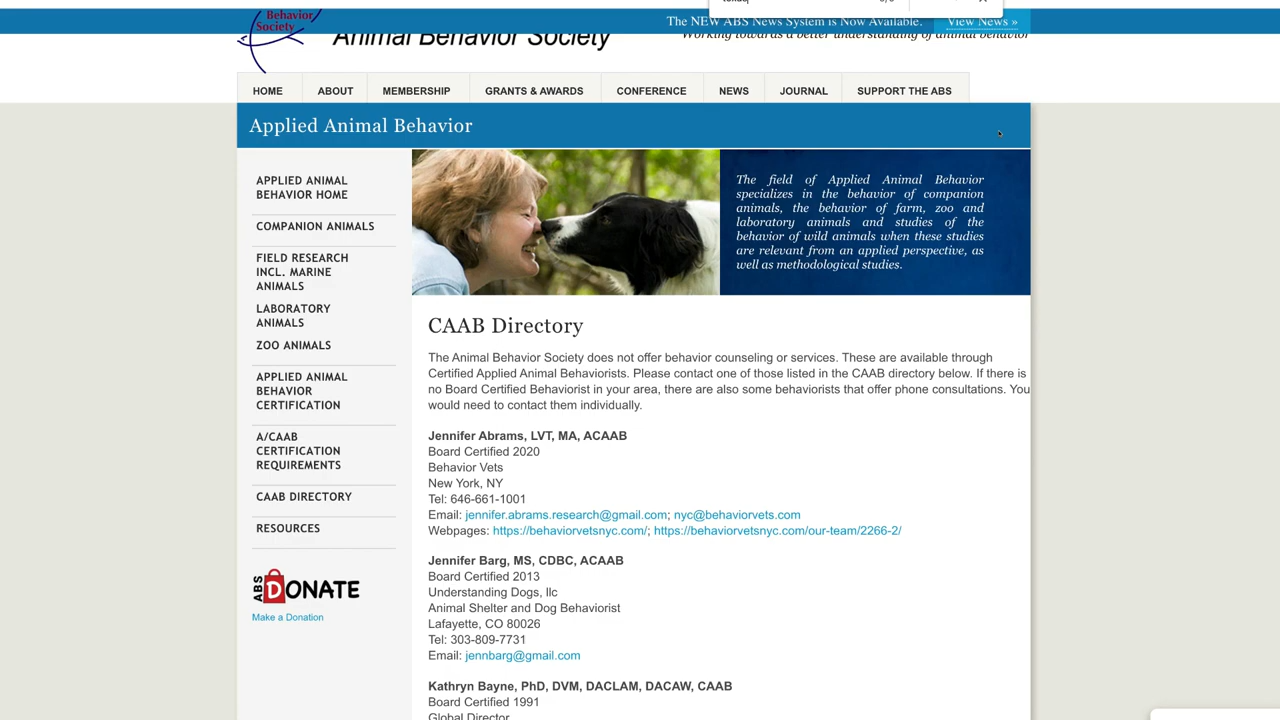 Behavior
Society
Animal Behavior Society
The NEW ABS News System is Now Available. View News »
Working towards a better understanding of animal behavior
HOME ABOUT MEMBERSHIP GRANTS & AWARDS CONFERENCE NEWS JOURNAL SUPPORT THE ABS
Applied Animal Behavior
APPLIED ANIMAL
BEHAVIOR HOME
COMPANION ANIMALS
FIELD RESEARCH
INCL. MARINE
ANIMALS
LABORATORY
ANIMALS
ZOO ANIMALS
APPLIED ANIMAL
BEHAVIOR
CERTIFICATION
A/CAAB
CERTIFICATION
REQUIREMENTS
CAAB DIRECTORY
RESOURCES
ABS DONATE
Make a Donation
The field of Applied Animal Behavior
specializes in the behavior of companion
animals, the behavior of farm, zoo and
laboratory animals and studies of the
behavior of wild animals when these studies
are relevant from an applied perspective, as
well as methodological studies.
CAAB Directory
The Animal Behavior Society does not offer behavior counseling or services. These are available through
Certified Applied Animal Behaviorists. Please contact one of those listed in the CAAB directory below. If there is
no Board Certified Behaviorist in your area, there are also some behaviorists that offer phone consultations. You
would need to contact them individually.
Jennifer Abrams, LVT, MA, ACAAB
Board Certified 2020
Behavior Vets
New York, NY
Tel: 646-661-1001
Email: jennifer.abrams.research@gmail.com; nyc@behaviorvets.com
Webpages: https://behaviorvetsnyc.com/; https://behaviorvetsnyc.com/our-team/2266-2/
Jennifer Barg, MS, CDBC, ACAAB
Board Certified 2013
Understanding Dogs, llc
Animal Shelter and Dog Behaviorist
Lafayette, CO 80026
Tel: 303-809-7731
Email: jennbarg@gmail.com
Kathryn Bayne, PhD, DVM, DACLAM, DACAW, CAAB
Board Certified 1991
Global Director